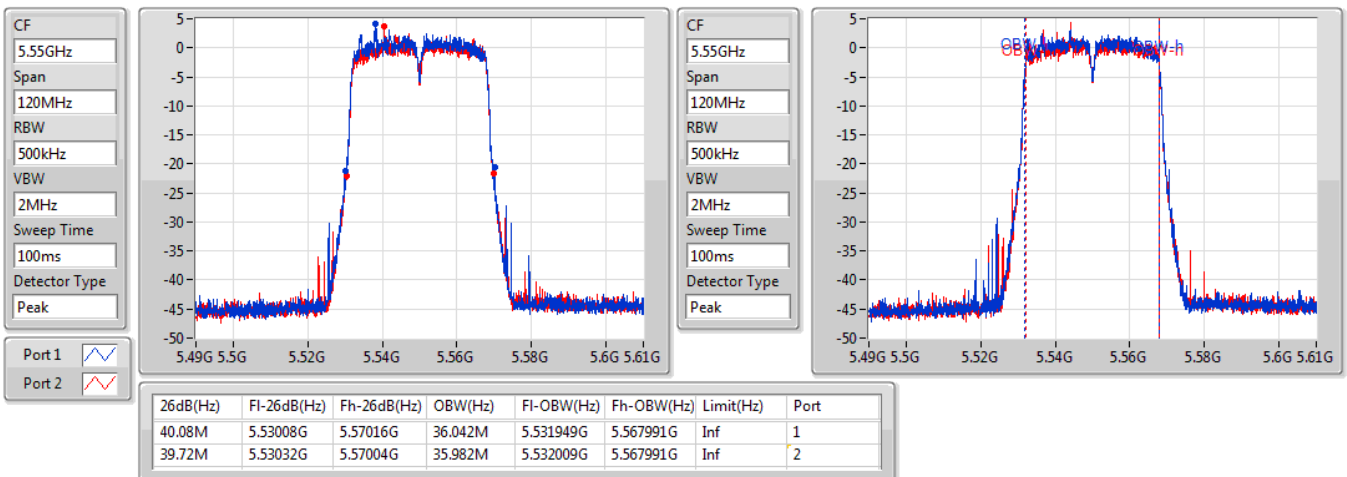 CF
5.55GHz
Span
120MHz
RBW
500kHz
VBW
2MHz
Sweep Time
100ms
Detector Type
Peak
Port 1
Port 2
5
0
-5
-10
-15
-20
-25
-30
-35
-40
-45
-50
5.49G 5.5G 5.52G 5.54G 5.56G 5.58G 5.6G 5.61G
CF
5.55GHz
Span
120MHz
RBW
500kHz
VBW
2MHz
Sweep Time
100ms
Detector Type
Peak
5
0
-5
-10
-15
-20
-25
-30
-35
-40
-45
-50
OBW-h
5.49G 5.5G 5.52G 5.54G 5.56G 5.58G 5.6G 5.61G
26dB(Hz) Fl-26dB(Hz) Fh-26dB(Hz) OBW(Hz) Fl-OBW(Hz) Fh-OBW(Hz) Limit(Hz) Port
40.08M 5.53008G 5.57016G 36.042M 5.531949G 5.567991G Inf 1
39.72M 5.53032G 5.57004G 35.982M 5.532009G 5.567991G Inf 2